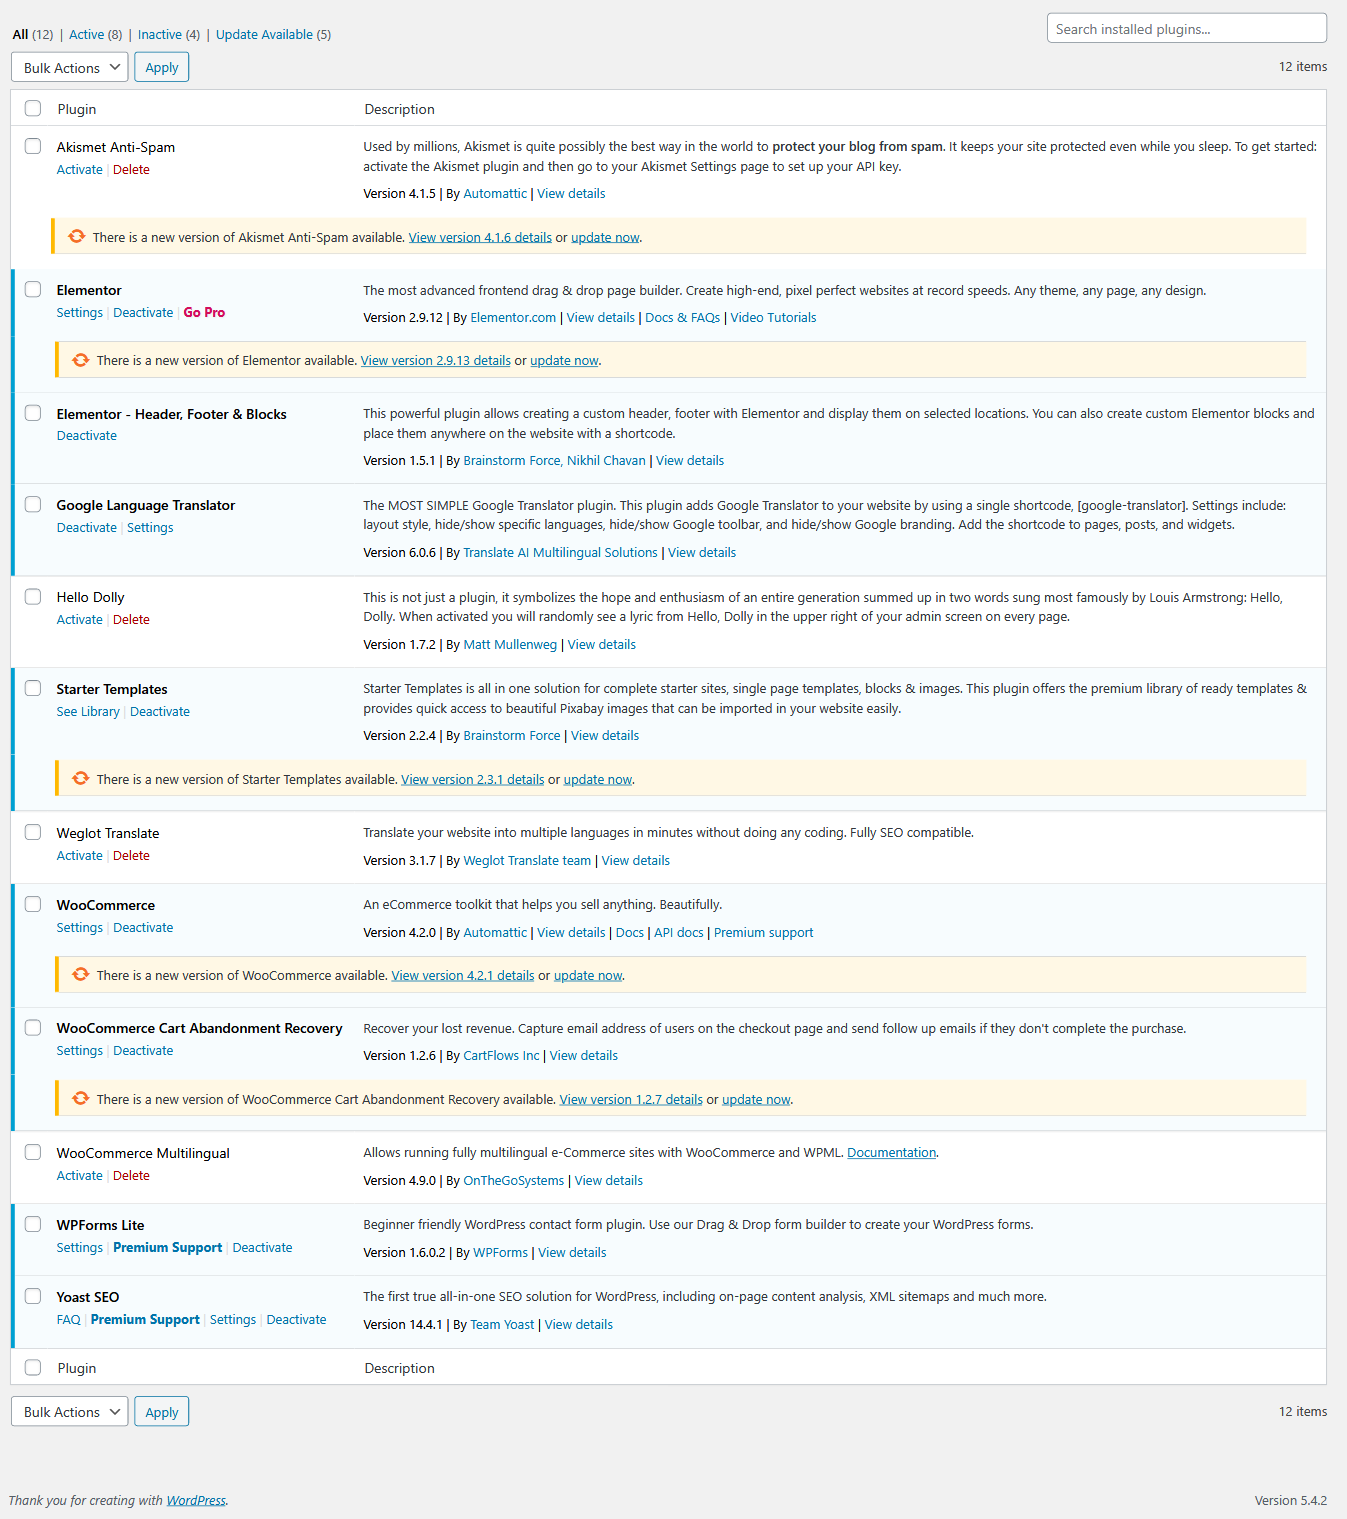 All (12) | Active (8) | Inactive (4) | Update Available (5)
Search installed plugins...
Bulk Actions Apply
12 items
Plugin Description
Akismet Anti-Spam
Activate | Delete
Used by millions, Akismet is quite possibly the best way in the world to protect your blog from spam. It keeps your site protected even while you sleep. To get started:
activate the Akismet plugin and then go to your Akismet Settings page to set up your API key.
Version 4.1.5 | By Automattic | View details
There is a new version of Akismet Anti-Spam available. View version 4.1.6 details or update now.
Elementor
Settings | Deactivate | Go Pro
The most advanced frontend drag & drop page builder. Create high-end, pixel perfect websites at record speeds. Any theme, any page, any design.
Version 2.9.12 | By Elementor.com | View details | Docs & FAQs | Video Tutorials
There is a new version of Elementor available. View version 2.9.13 details or update now.
Elementor - Header, Footer & Blocks
Deactivate
This powerful plugin allows creating a custom header, footer with Elementor and display them on selected locations. You can also create custom Elementor blocks and
place them anywhere on the website with a shortcode.
Version 1.5.1 | By Brainstorm Force, Nikhil Chavan | View details
Google Language Translator
Deactivate | Settings
The MOST SIMPLE Google Translator plugin. This plugin adds Google Translator to your website by using a single shortcode, [google-translator]. Settings include:
layout style, hide/show specific languages, hide/show Google toolbar, and hide/show Google branding. Add the shortcode to pages, posts, and widgets.
Version 6.0.6 | By Translate AI Multilingual Solutions | View details
Hello Dolly
Activate | Delete
This is not just a plugin, it symbolizes the hope and enthusiasm of an entire generation summed up in two words sung most famously by Louis Armstrong: Hello,
Dolly. When activated you will randomly see a lyric from Hello, Dolly in the upper right of your admin screen on every page.
Version 1.7.2 | By Matt Mullenweg | View details
Starter Templates
See Library | Deactivate
Starter Templates is all in one solution for complete starter sites, single page templates, blocks & images. This plugin offers the premium library of ready templates &
provides quick access to beautiful Pixabay images that can be imported in your website easily.
Version 2.2.4 | By Brainstorm Force | View details
There is a new version of Starter Templates available. View version 2.3.1 details or update now.
Weglot Translate
Activate | Delete
Translate your website into multiple languages in minutes without doing any coding. Fully SEO compatible.
Version 3.1.7 | By Weglot Translate team | View details
WooCommerce
Settings | Deactivate
An eCommerce toolkit that helps you sell anything. Beautifully.
Version 4.2.0 | By Automattic | View details | Docs | API docs | Premium support
There is a new version of WooCommerce available. View version 4.2.1 details or update now.
WooCommerce Cart Abandonment Recovery
Settings | Deactivate
Recover your lost revenue. Capture email address of users on the checkout page and send follow up emails if they don't complete the purchase.
Version 1.2.6 | By CartFlows Inc | View details
There is a new version of WooCommerce Cart Abandonment Recovery available. View version 1.2.7 details or update now.
WooCommerce Multilingual
Activate | Delete
Allows running fully multilingual e-Commerce sites with WooCommerce and WPML. Documentation.
Version 4.9.0 | By OnTheGoSystems | View details
WPForms Lite
Settings | Premium Support | Deactivate
Beginner friendly WordPress contact form plugin. Use our Drag & Drop form builder to create your WordPress forms.
Version 1.6.0.2 | By WPForms | View details
Yoast SEO
FAQ | Premium Support | Settings | Deactivate
The first true all-in-one SEO solution for WordPress, including on-page content analysis, XML sitemaps and much more.
Version 14.4.1 | By Team Yoast | View details
Plugin Description
Bulk Actions Apply
12 items
Thank you for creating with WordPress.
Version 5.4.2